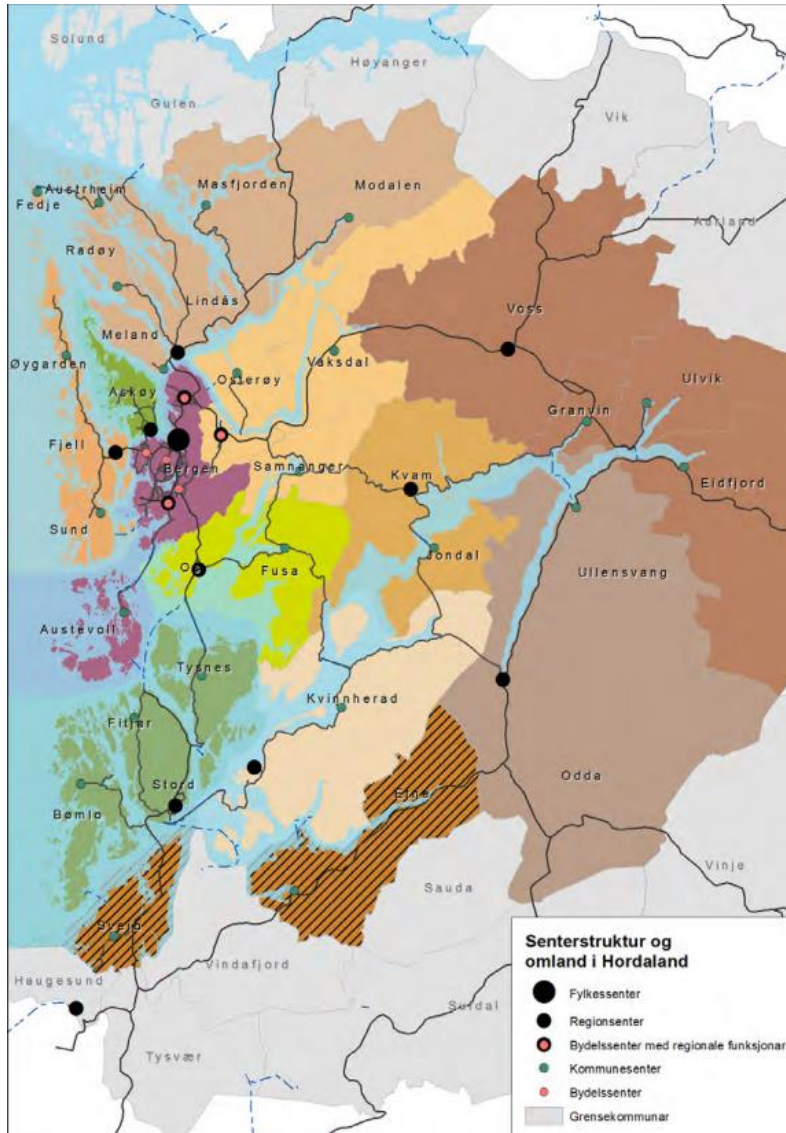 Solund
Høyanger
Gulen
Vik
Masfjorden
Modalen
Austrheim
Fedje
Aurland
Radøy
Lindås
Voss
Meland
Øygarden
Osterøy
Vaksdal
Ulvik
Askøy
Granvin
Fjell
Bergen
Samnanger
Kvam
Eidfjord
Sund
Os
Fusa
Jondal
Ullensvang
Austevoll
Tysnes
Kvinnherad
Fitjar
Stord
Odda
Etne
Bømlo
Vinje
Sauda
Sveio
Vindafjord
Haugesund
Suldal
Tysvær
Senterstruktur og
omland i Hordaland
Fylkessenter
Regionsenter
Bydelssenter med regionale funksjonar
Kommunesenter
Bydelssenter
Grensekommunar